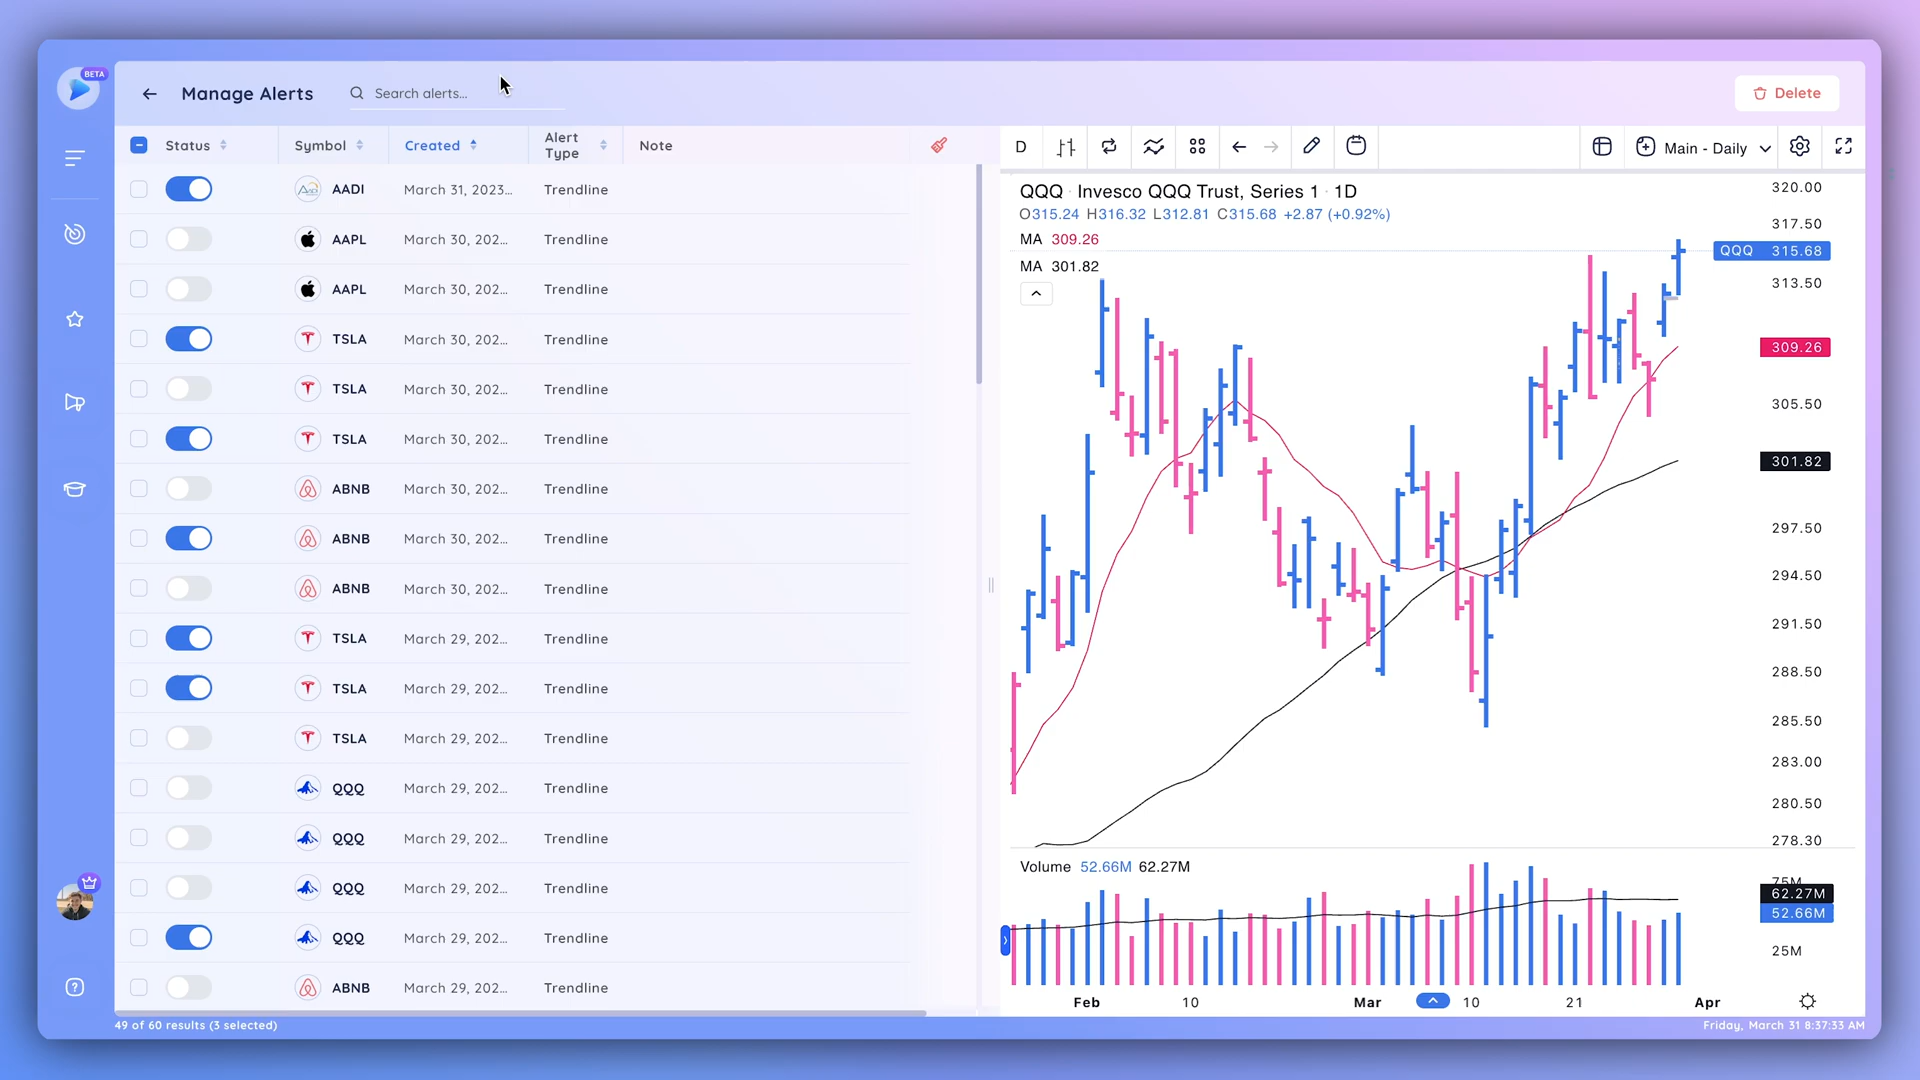 BETA
Manage Alerts
Search alerts...
Delete
Status Symbol Created Alert Type Note
AADI March 31, 2023... Trendline
AAPL March 30, 202... Trendline
AAPL March 30, 202... Trendline
TSLA March 30, 202... Trendline
TSLA March 30, 202... Trendline
TSLA March 30, 202... Trendline
ABNB March 30, 202... Trendline
ABNB March 30, 202... Trendline
ABNB March 30, 202... Trendline
TSLA March 29, 202... Trendline
TSLA March 29, 202... Trendline
TSLA March 29, 202... Trendline
QQQ March 29, 202... Trendline
QQQ March 29, 202... Trendline
QQQ March 29, 202... Trendline
QQQ March 29, 202... Trendline
ABNB March 29, 202... Trendline
49 of 60 results (3 selected)
D
Main - Daily
QQQ · Invesco QQQ Trust, Series 1 · 1D
O315.24 H316.32 L312.81 C315.68 +2.87 (+0.92%)
MA 309.26
MA 301.82
320.00
317.50
QQQ 315.68
313.50
309.26
305.50
301.82
297.50
294.50
291.50
288.50
285.50
283.00
280.50
278.30
Volume 52.66M 62.27M
75M
62.27M
52.66M
25M
Feb 10 Mar 10 21 Apr
Friday, March 31 8:37:33 AM